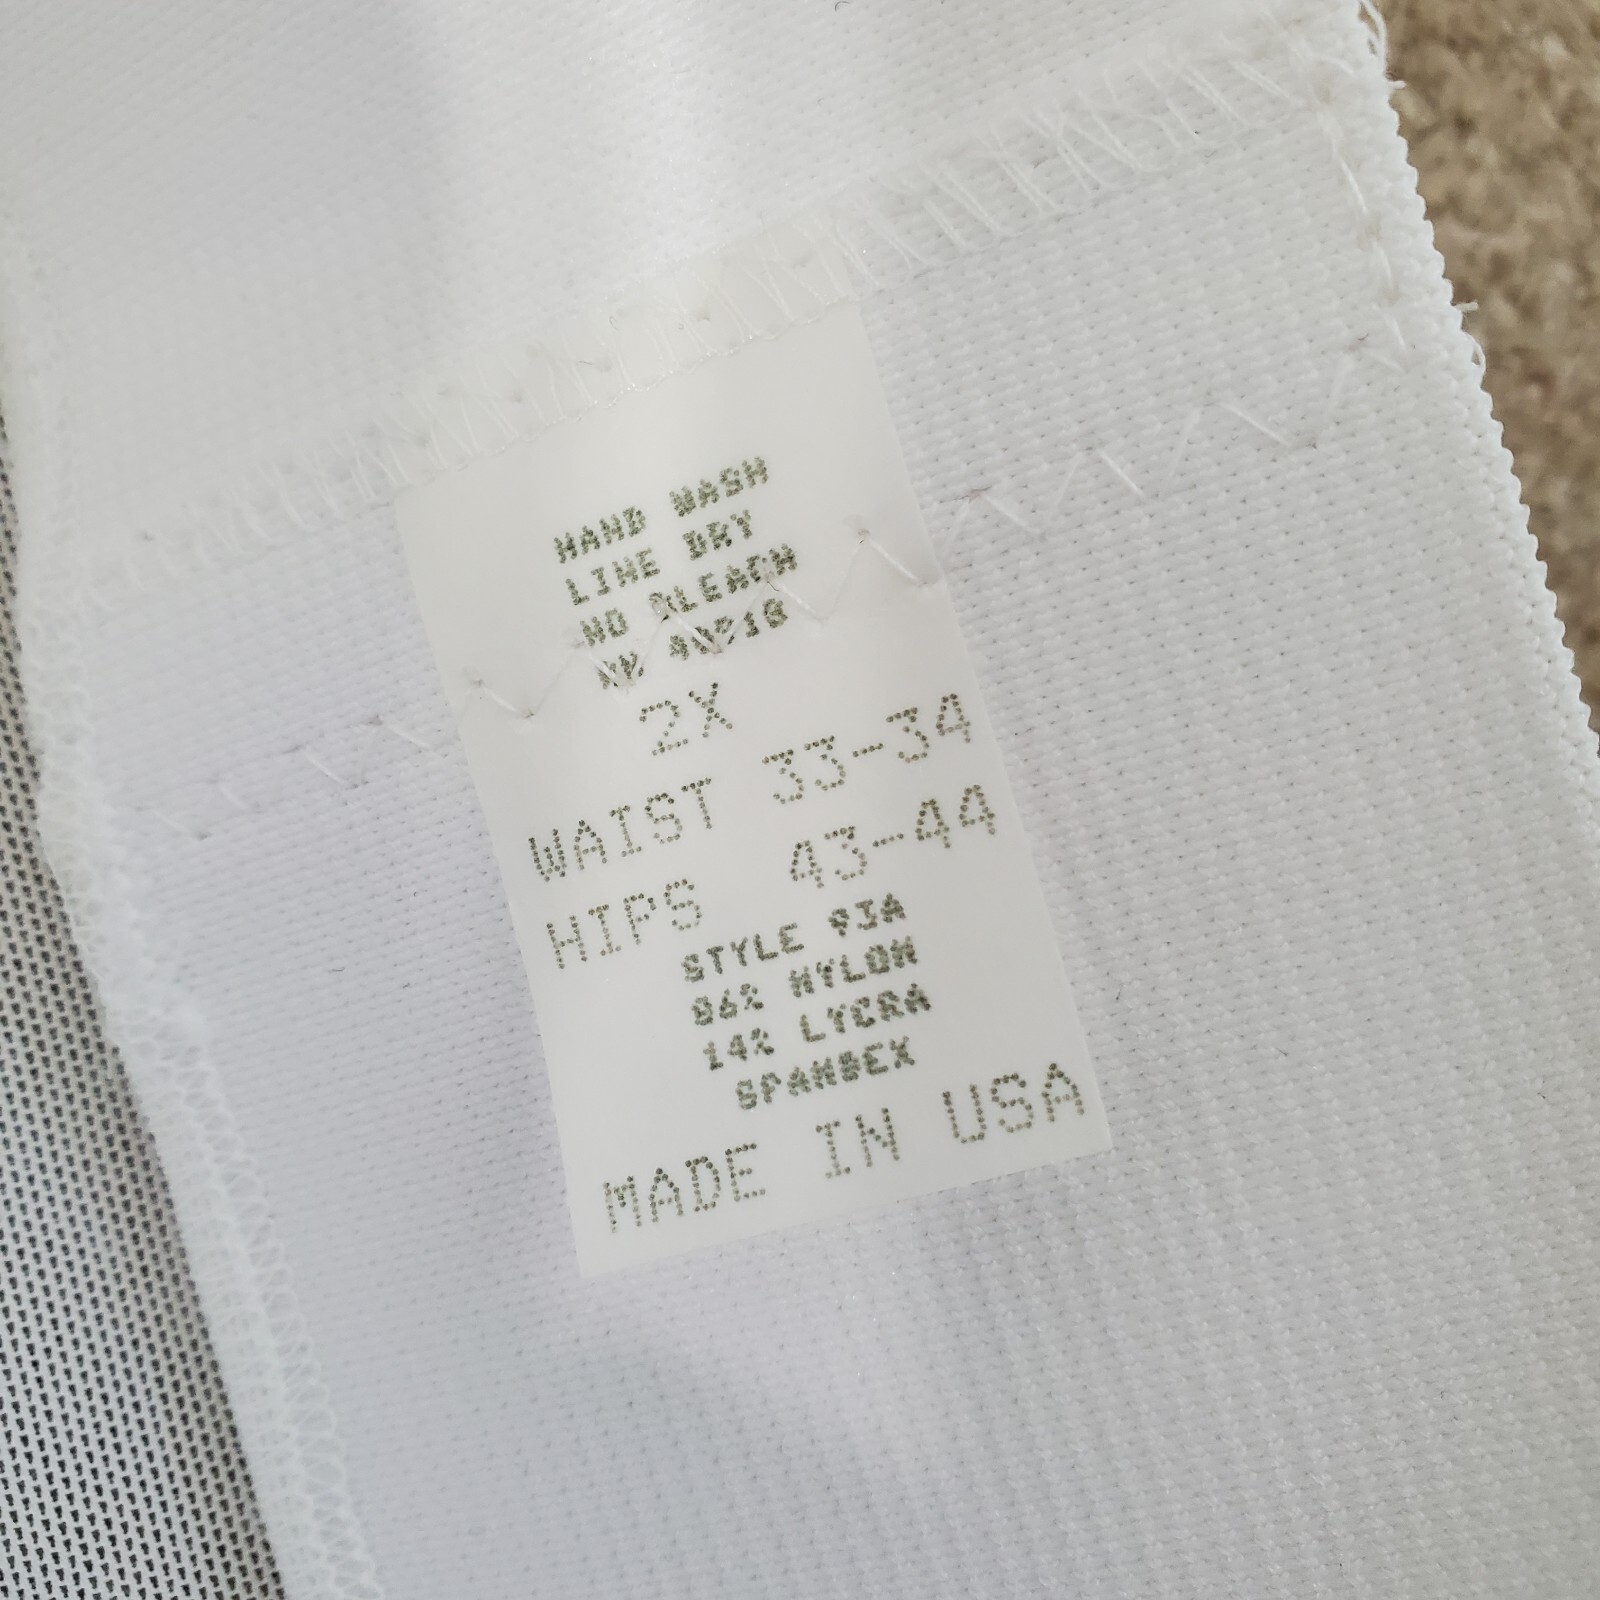 HAND WASH
LINE DRY
NO BLEACH
2X
WAIST 33-34
HIPS 43-44
STYLE
86% NYLON
14% LYCRA
SPANDEX
MADE IN USA